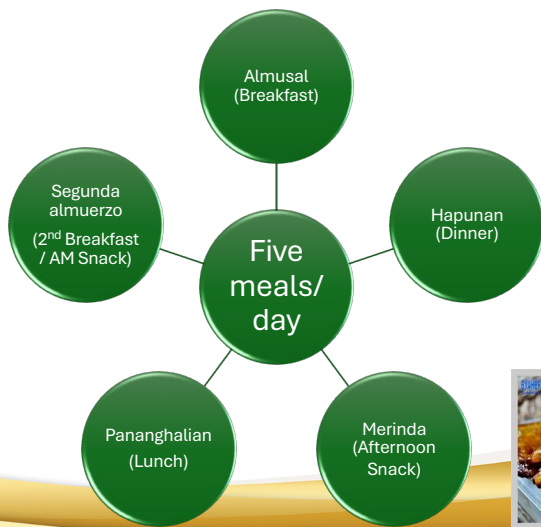 Almusal
(Breakfast)
Segunda
almuerzo
(2nd Breakfast
/ AM Snack)
Hapunan
(Dinner)
Five
meals/
day
Pananghalian
(Lunch)
Merinda
(Afternoon
Snack)